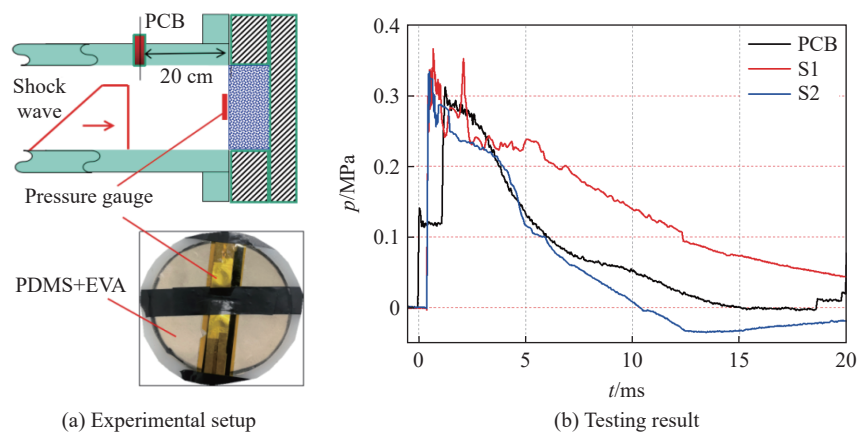 PCB
20 cm
Shock
wave
Pressure gauge
PDMS+EVA
(a) Experimental setup
0.4
0.3
0.2
0.1
0
p/MPa
PCB
S1
S2
0
5
10
15
20
t/ms
(b) Testing result